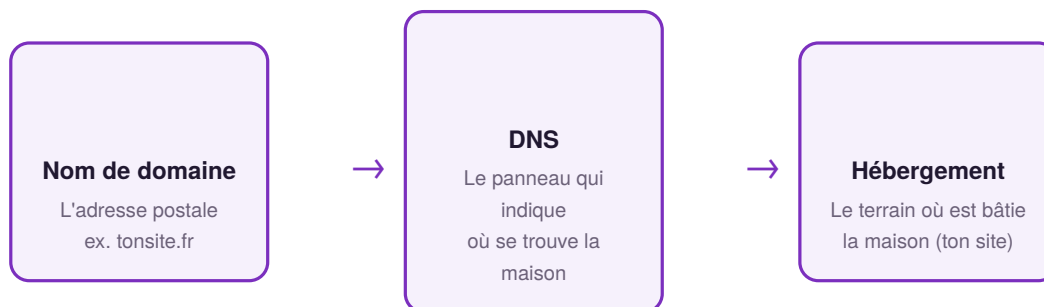 Nom de domaine
L'adresse postale
ex. tonsite.fr
→
DNS
Le panneau qui
indique
où se trouve la
maison
→
Hébergement
Le terrain où est bâtie
la maison (ton site)